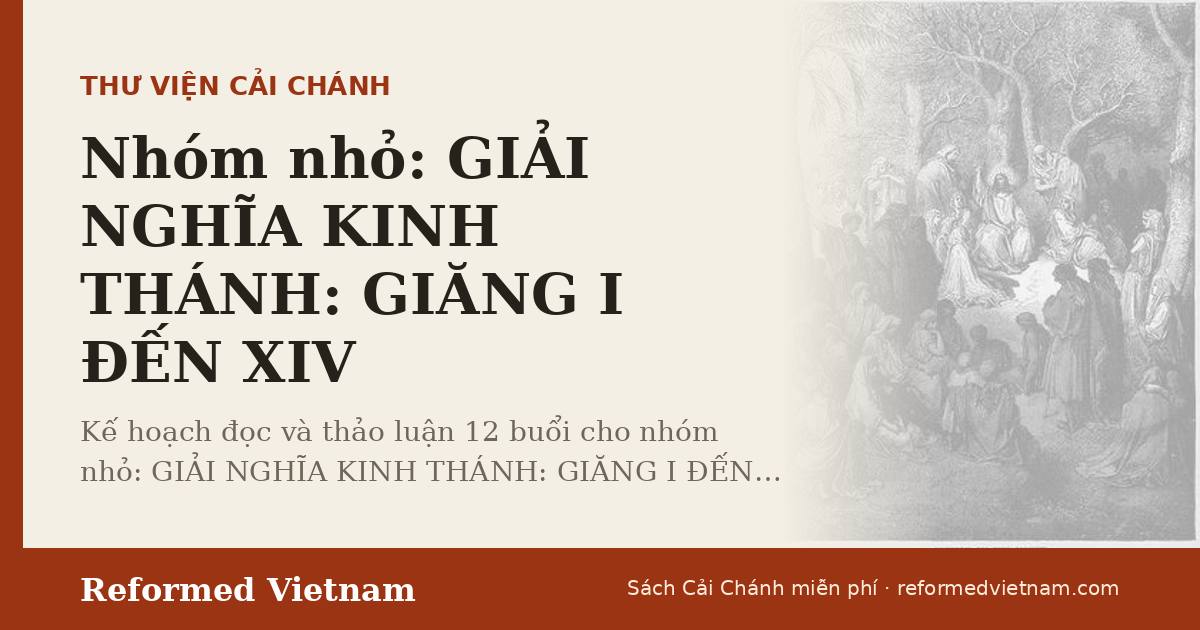 THƯ VIỆN CẢI CHÁNH
Nhóm nhỏ: GIẢI
NGHĨA KINH
THÁNH: GIĂNG I
ĐẾN XIV
Kế hoạch đọc và thảo luận 12 buổi cho nhóm
nhỏ: GIẢI NGHĨA KINH THÁNH: GIĂNG I ĐẾN...
Reformed Vietnam
Sách Cải Chánh miễn phí · reformedvietnam.com